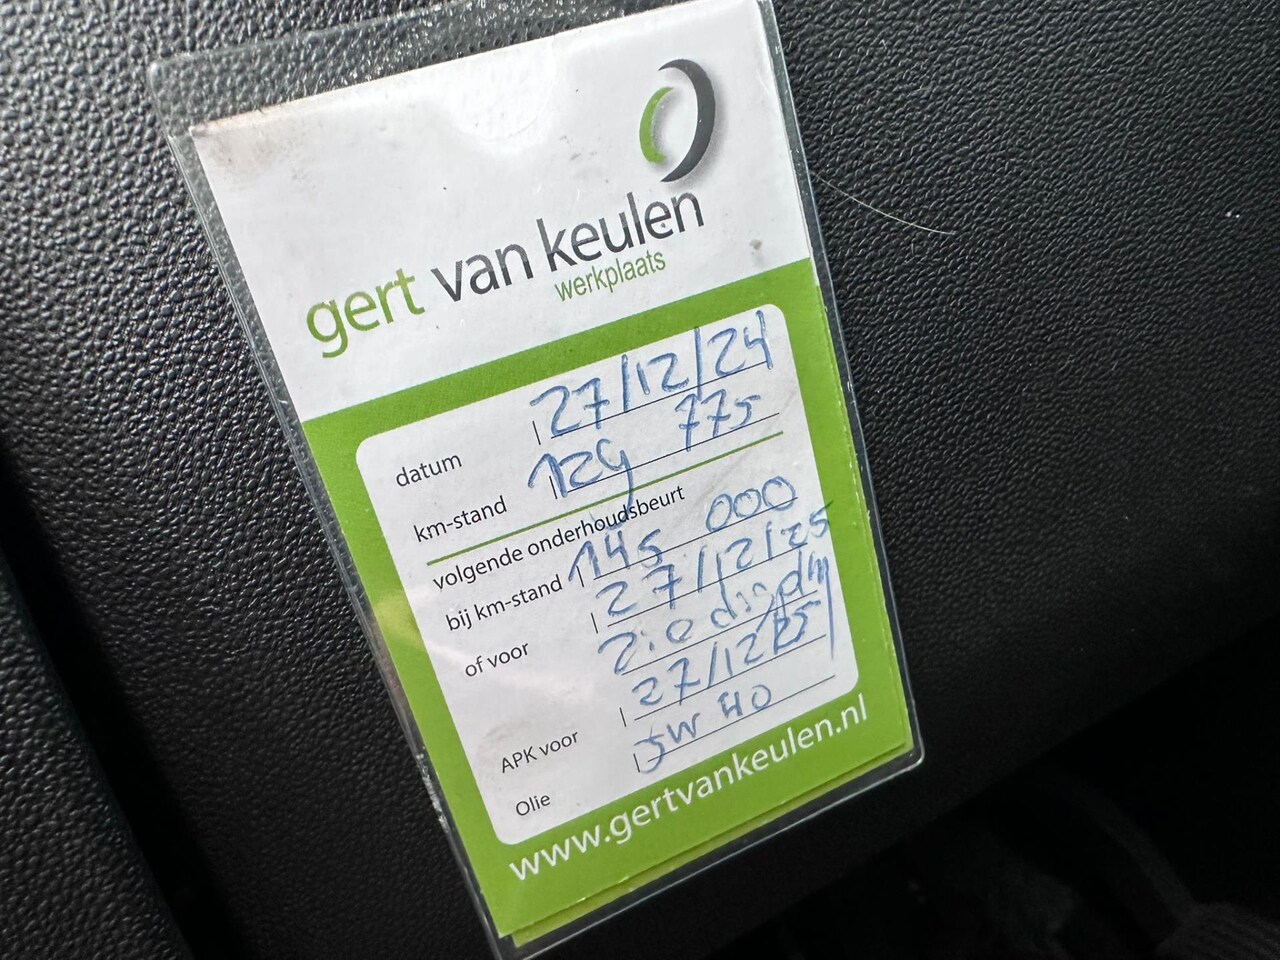 gert van keulen
werkplaats
datum 27/12/24
km-stand 129 775
volgende onderhoudsbeurt
bij km-stand 145 000
of voor 27/12/25
Zie
APK voor 27/12/25
Olie 5W 40
www.gertvankeulen.nl